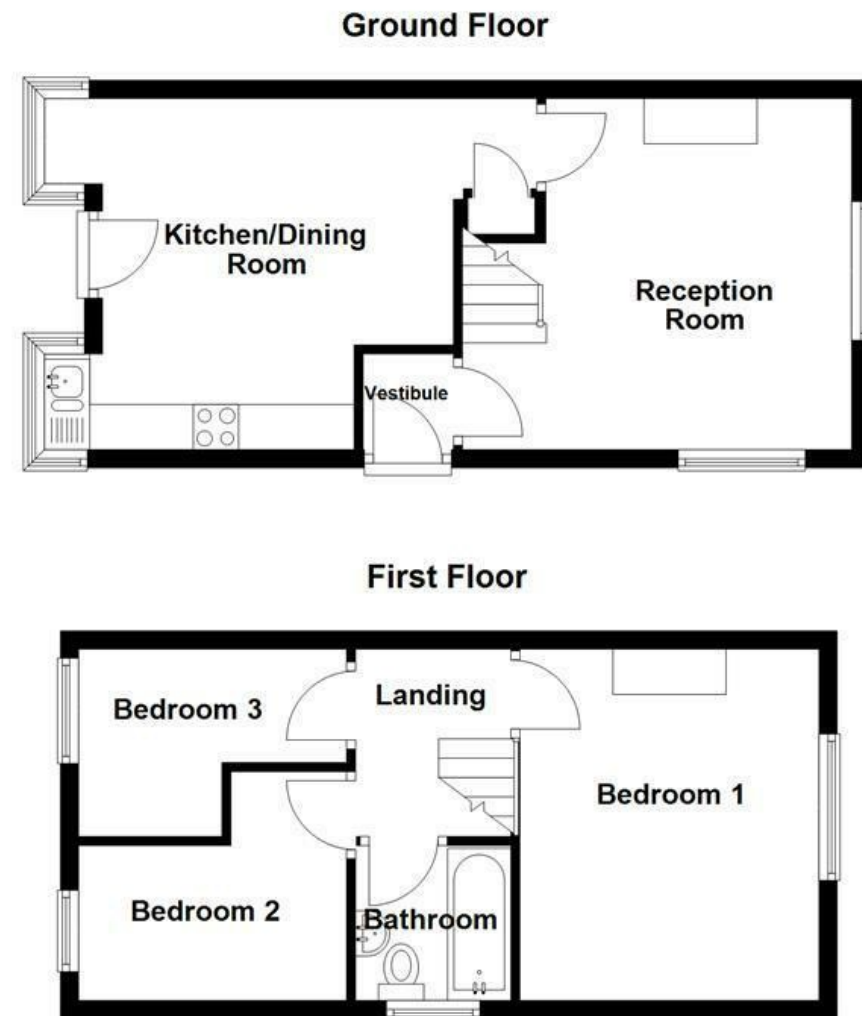 Ground Floor
Kitchen/Dining
Room
Reception
Room
Vestibule
First Floor
Bedroom 3
Landing
Bedroom 1
Bedroom 2
Bathroom